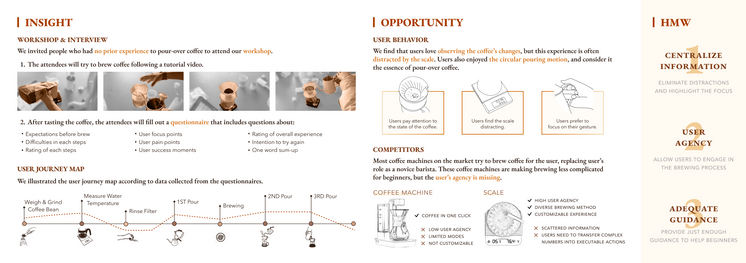 INSIGHT
WORKSHOP & INTERVIEW
We invited people who had no prior experience to pour-over coffee to attend our workshop.
1. The attendees will try to brew coffee following a tutorial video.
2. After tasting the coffee, the attendees will fill out a questionnaire that includes questions about:
• Expectations before brew
• Difficulties in each steps
• Rating of each steps
• User focus points
• User pain-points
• User success moments
• Rating of overall experience
• Intention to try again
• One word sum-up
USER JOURNEY MAP
We illustrated the user journey map according to data collected from the questionnaires.
Weigh & Grind
Coffee Bean
Measure Water
Temperature
Rinse Filter
1ST Pour
Brewing
2ND Pour
3RD Pour
OPPORTUNITY
USER BEHAVIOR
We find that users love observing the coffee's changes, but this experience is often
distracted by the scale. Users also enjoyed the circular pouring motion, and consider it
the essence of pour-over coffee.
Users pay attention to
the state of the coffee.
Users find the scale
distracting.
Users prefer to
focus on their gesture.
COMPETITORS
Most coffee machines on the market try to brew coffee for the user, replacing user's
role as a novice barista. These coffee machines are making brewing less complicated
for beginners, but the user's agency is missing.
COFFEE MACHINE
COFFEE IN ONE CLICK
LOW USER AGENCY
LIMITED MODES
NOT CUSTOMIZABLE
SCALE
HIGH USER AGENCY
DIVERSE BREWING METHOD
CUSTOMIZABLE EXPERIENCE
SCATTERED INFORMATION
USERS NEED TO TRANSFER COMPLEX
NUMBERS INTO EXECUTABLE ACTIONS
HMW
1
CENTRALIZE
INFORMATION
ELIMINATE DISTRACTIONS
AND HIGHLIGHT THE FOCUS
2
USER
AGENCY
ALLOW USERS TO ENGAGE IN
THE BREWING PROCESS
3
ADEQUATE
GUIDANCE
PROVIDE JUST ENOUGH
GUIDANCE TO HELP BEGINNERS